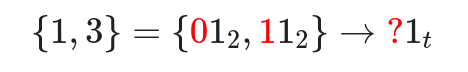 {1, 3} = {01₂, 11₂} → ?1ₜ